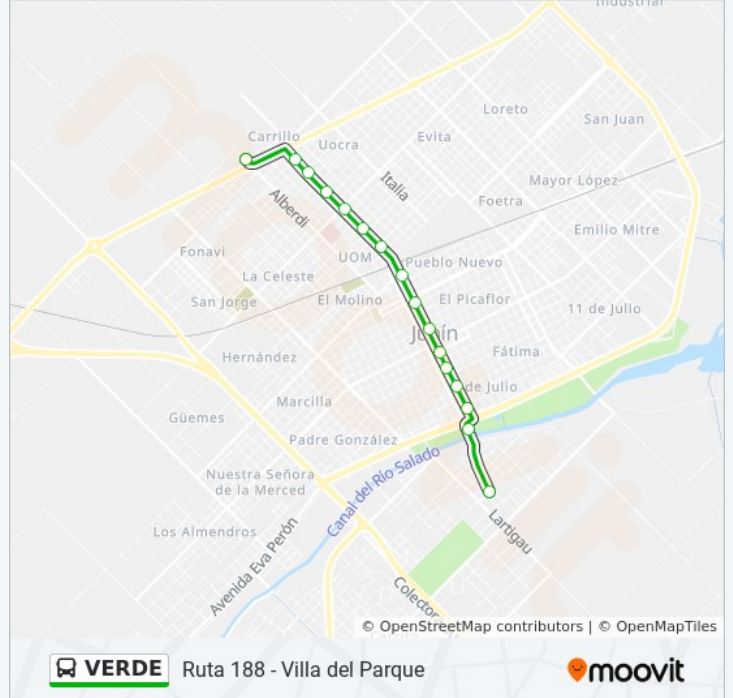 Industrial
Loreto
San Juan
Carrillo
Evita
Uocra
Italia
Mayor López
Alberdi
Foetra
Emilio Mitre
Fonavi
UOM
Pueblo Nuevo
La Celeste
San Jorge
El Molino
El Picaflor
11 de Julio
Junín
Fátima
Hernández
de Julio
Marcilla
Güemes
Padre González
Canal del Río Salado
Nuestra Señora
de la Merced
Lartigau
Los Almendros
Avenida Eva Perón
Colector
© OpenStreetMap contributors | © OpenMapTiles
VERDE Ruta 188 - Villa del Parque
moovit